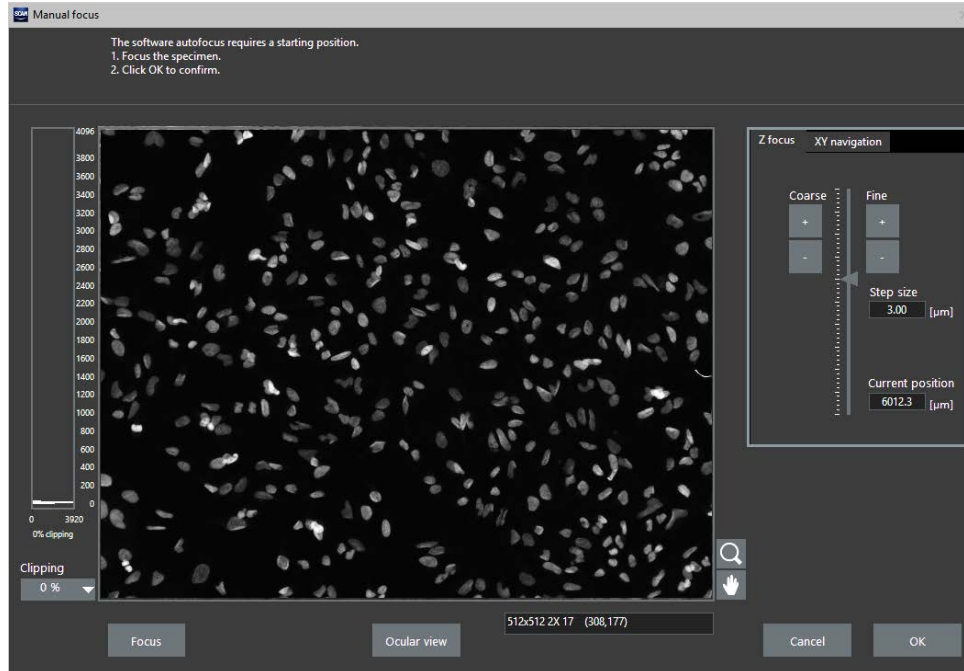 SCAN Manual focus
The software autofocus requires a starting position.
1. Focus the specimen.
2. Click OK to confirm.
4096
3800
3600
3400
3200
3000
2800
2600
2400
2200
2000
1800
1600
1400
1200
1000
800
600
400
200
0
0 3920
0% clipping
Clipping
0 %
Z focus XY navigation
Coarse Fine
+ +
- -
Step size
3.00 [µm]
Current position
6012.3 [µm]
512x512 2X 17 (308,177)
Focus Ocular view Cancel OK